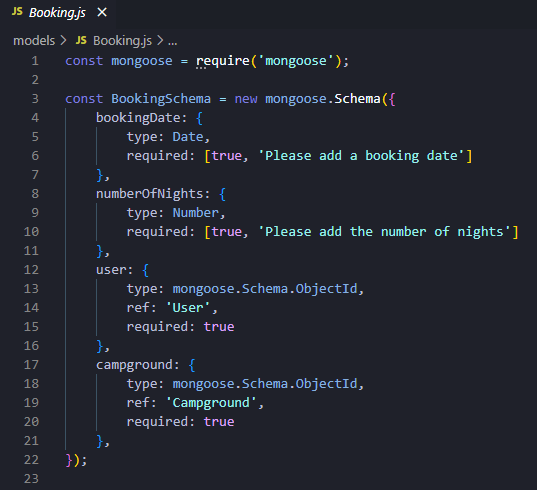 JS Booking.js ×
models > JS Booking.js > ...
1 const mongoose = require('mongoose');
2
3 const BookingSchema = new mongoose.Schema({
4     bookingDate: {
5         type: Date,
6         required: [true, 'Please add a booking date']
7     },
8     numberOfNights: {
9         type: Number,
10         required: [true, 'Please add the number of nights']
11     },
12     user: {
13         type: mongoose.Schema.ObjectId,
14         ref: 'User',
15         required: true
16     },
17     campground: {
18         type: mongoose.Schema.ObjectId,
19         ref: 'Campground',
20         required: true
21     },
22 });
23